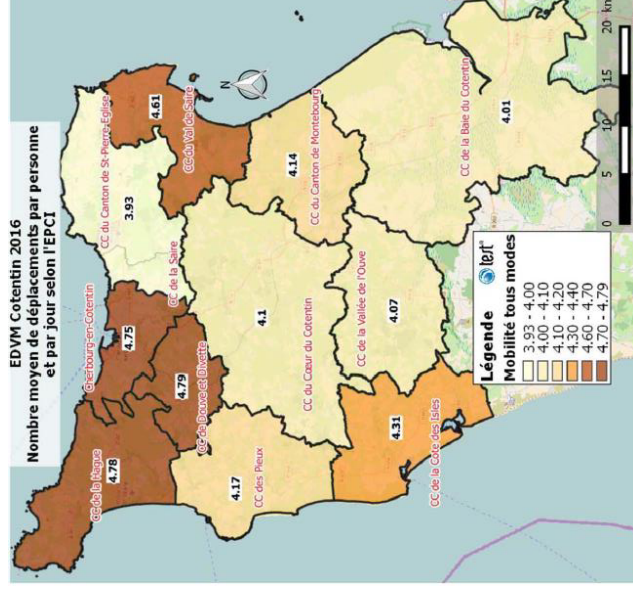 EDVM Cotentin 2016
Nombre moyen de déplacements par personne
et par jour selon l'EPCI
Cherbourg-en-Cotentin
CC de la Hague
4.78
4.75
CC du Canton de St-Pierre-Eglise
3.93
4.61
CC du Val de Saire
CC de la Saire
4.79
CC de Douve et Divette
N
4.17
CC des Pieux
4.1
CC du Cœur du Cotentin
4.14
CC du Canton de Montebourg
CC de la Vallée de l'Ouve
4.07
4.31
CC de la Côte des Isles
CC de la Baie du Cotentin
4.01
Légende
tert
Mobilité tous modes
3.93 - 4.00
4.00 - 4.10
4.10 - 4.20
4.30 - 4.40
4.60 - 4.70
4.70 - 4.79
0 5 10 15 20 km